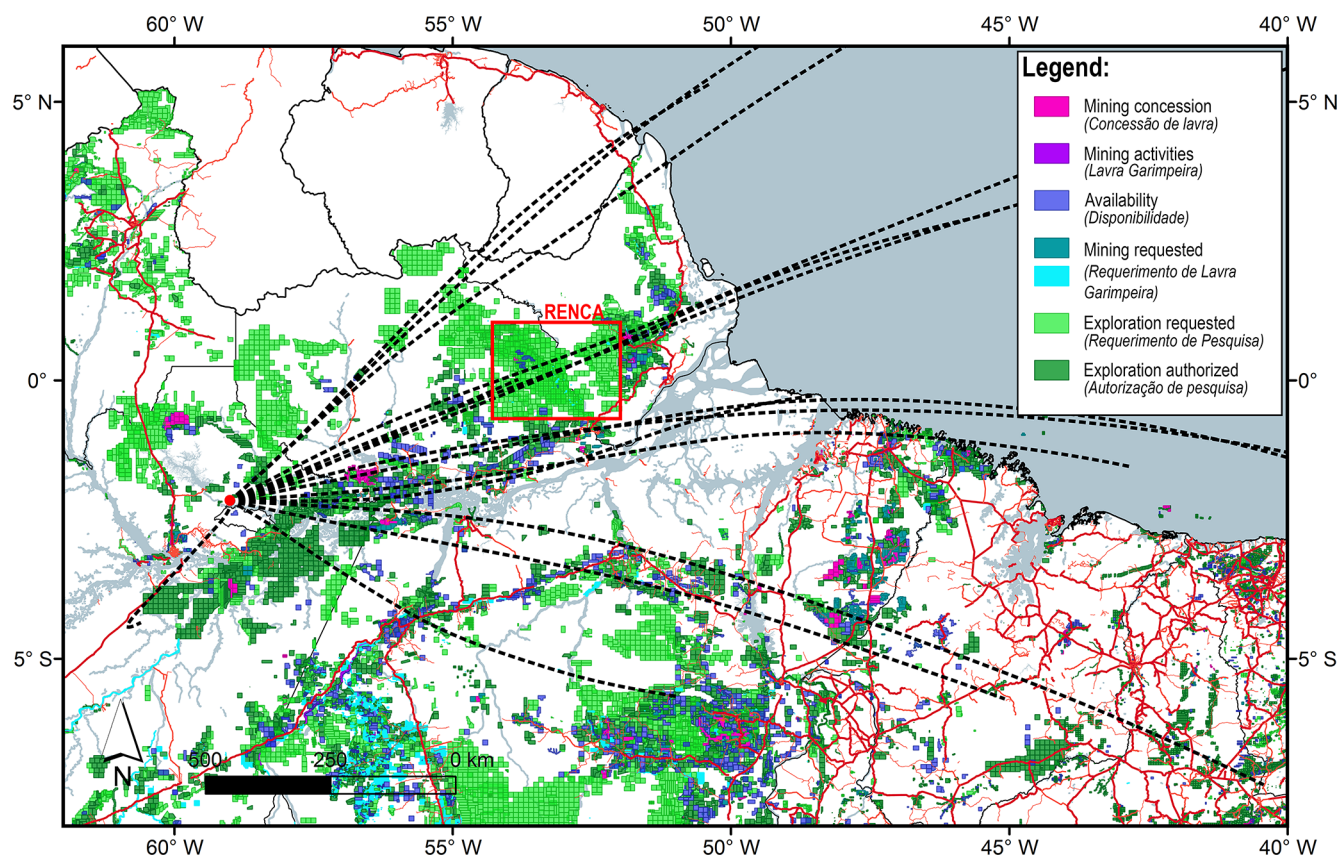 60° W 55° W 50° W 45° W 40° W
Legend:
Mining concession
(Concessão de lavra)
Mining activities
(Lavra Garimpeira)
Availability
(Disponibilidade)
Mining requested
(Requerimento de Lavra
Garimpeira)
Exploration requested
(Requerimento de Pesquisa)
Exploration authorized
(Autorização de pesquisa)
5° N 5° N
RENCA
0° 0°
5° S 5° S
N
500 250 0 km
60° W 55° W 50° W 45° W 40° W